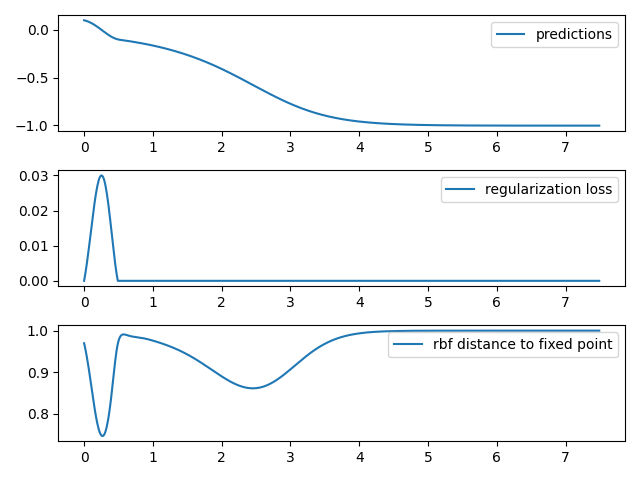 0.0
−0.5
−1.0
predictions
0 1 2 3 4 5 6 7
0.03
0.02
0.01
0.00
regularization loss
0 1 2 3 4 5 6 7
1.0
0.9
0.8
rbf distance to fixed point
0 1 2 3 4 5 6 7